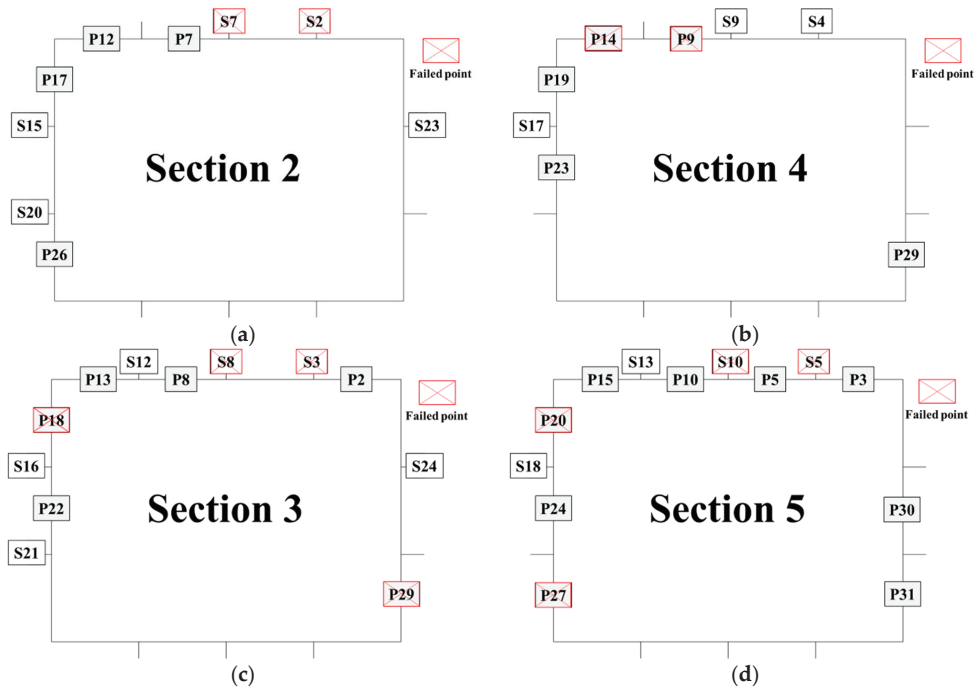 S7 S2
P12 P7
Failed point
P17
S15 S23
Section 2
S20
P26
(a)
S9 S4
P14 P9
Failed point
P19
S17
Section 4
P23
P29
(b)
S12 S8 S3
P13 P8 P2
Failed point
P18
S16 S24
Section 3
P22
S21
P29
(c)
S13 S10 S5
P15 P10 P5 P3
Failed point
P20
S18
Section 5
P24 P30
P27 P31
(d)